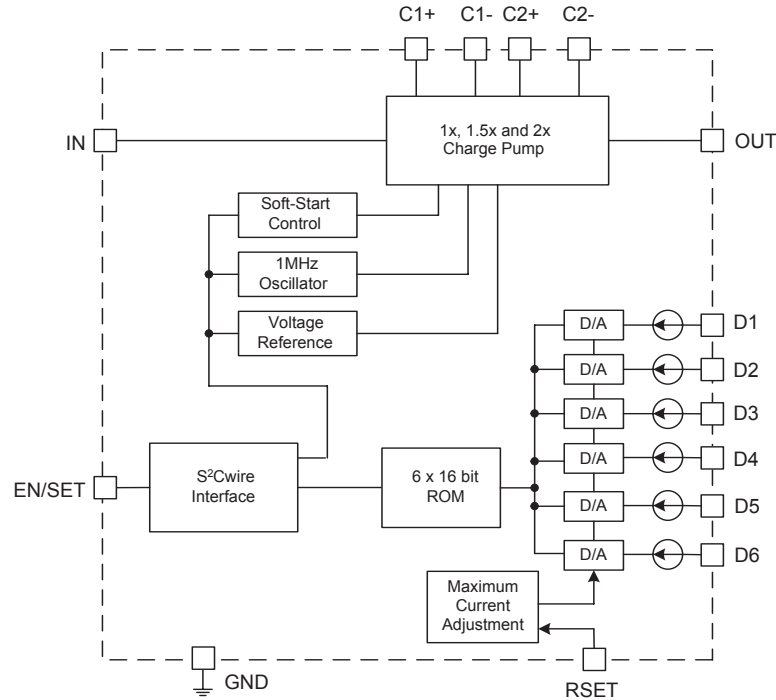 C1+ C1- C2+ C2-
1x, 1.5x and 2x
Charge Pump
IN
OUT
Soft-Start
Control
1MHz
Oscillator
Voltage
Reference
D/A
D1
D/A
D2
D/A
D3
D/A
D4
D/A
D5
D/A
D6
EN/SET
S²Cwire
Interface
6 x 16 bit
ROM
Maximum
Current
Adjustment
GND
RSET